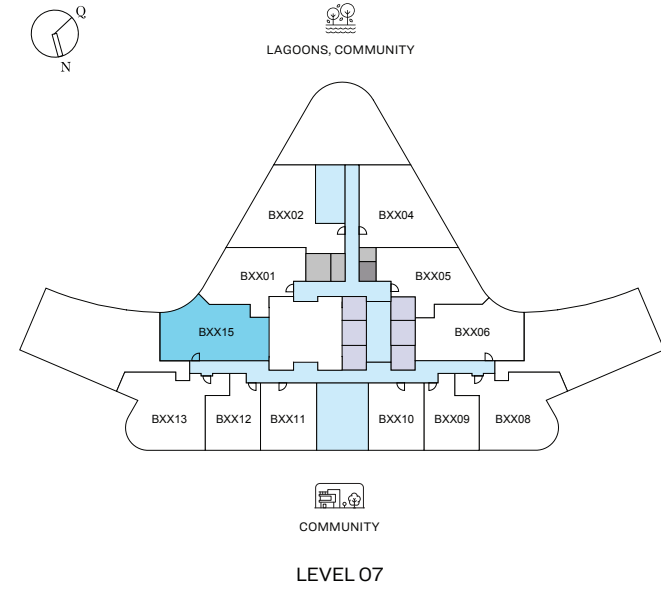 Q
N
LAGOONS, COMMUNITY
BXX02
BXX04
BXX01
BXX05
BXX15
BXX06
BXX13
BXX12
BXX11
BXX10
BXX09
BXX08
COMMUNITY
LEVEL 07